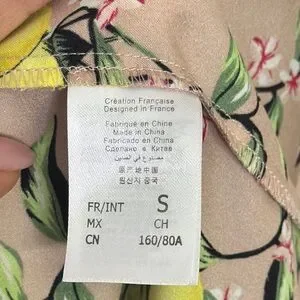 Création Française
Designed in France
Fabriqué en Chine
Made in China
Fabricado en China
Сделано в Китае
صنوع في الصين
原产地中国
원산지 중국
FR/INT S
MX CH
CN 160/80A